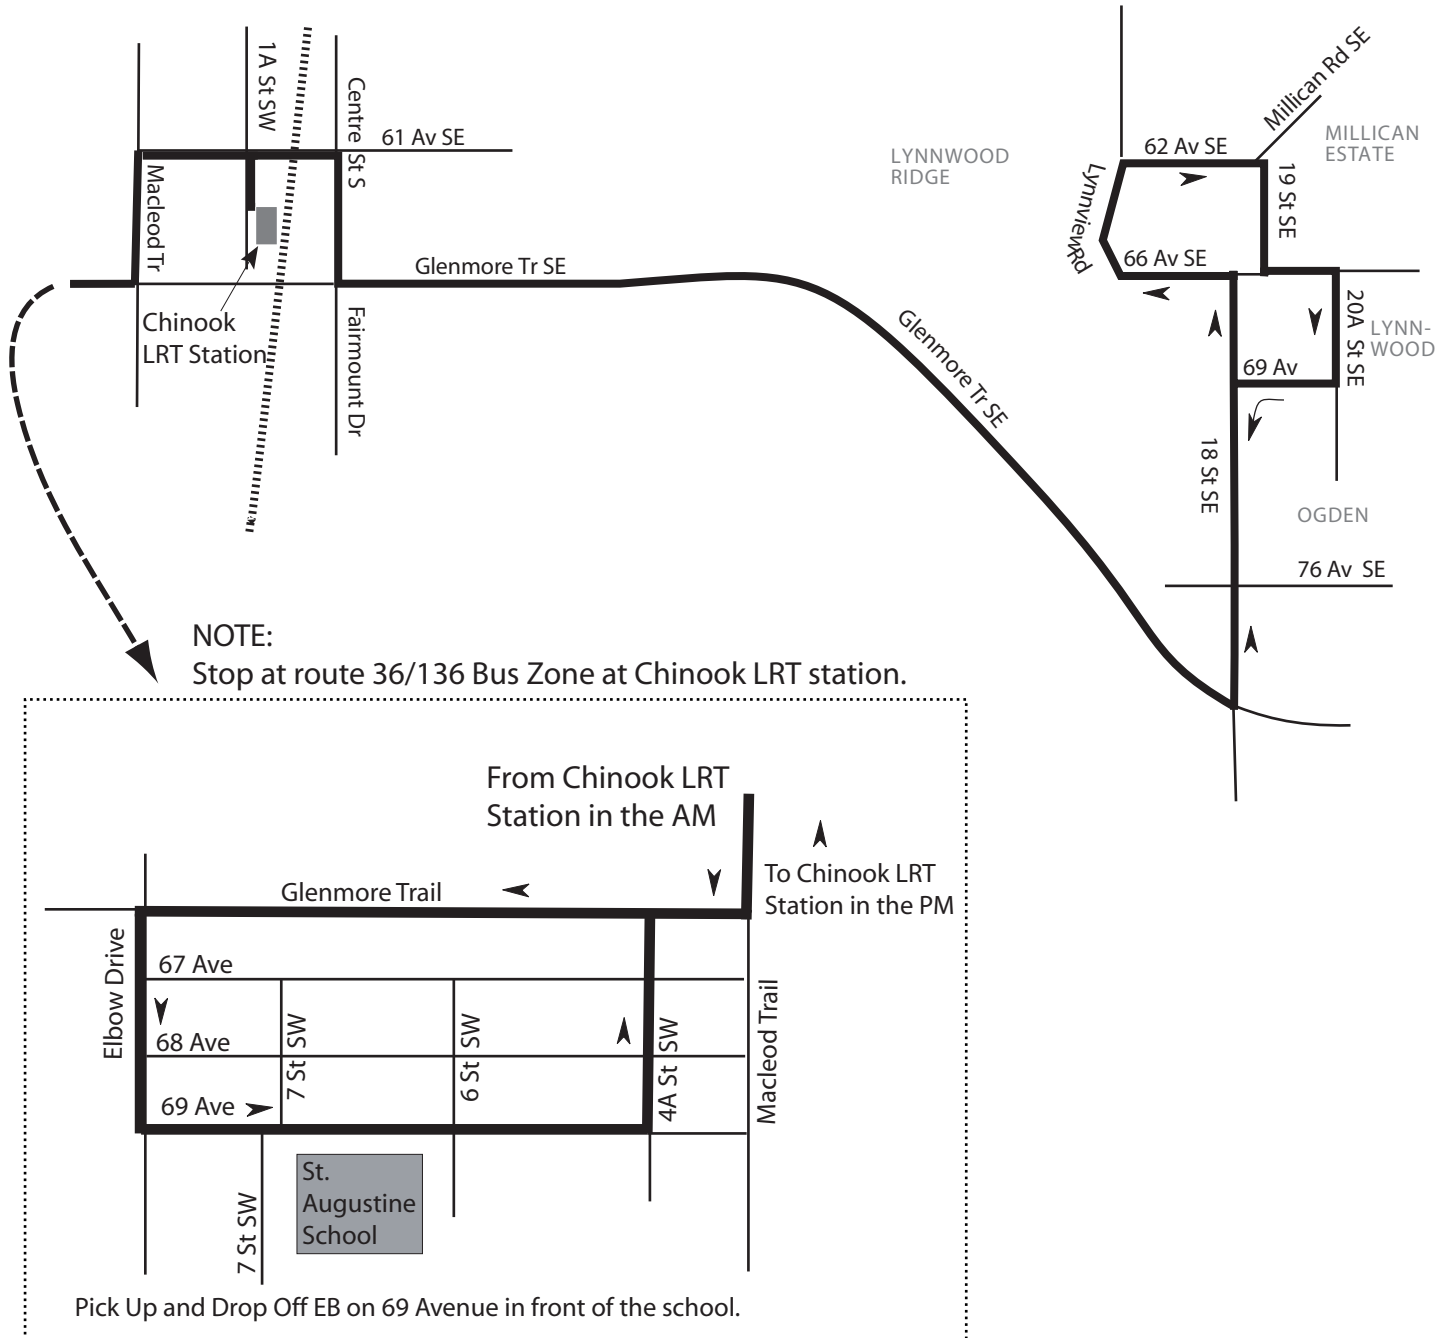 1A St SW
Centre St S
61 Av SE
Macleod Tr
Glenmore Tr SE
Chinook
LRT Station
Fairmount Dr
Glenmore Tr SE
LYNNWOOD
RIDGE
Millican Rd SE
MILLICAN
ESTATE
62 Av SE
Lynnview Rd
19 St SE
66 Av SE
20A St SE
LYNN-
WOOD
69 Av
18 St SE
OGDEN
76 Av SE
NOTE:
Stop at route 36/136 Bus Zone at Chinook LRT station.
From Chinook LRT
Station in the AM
To Chinook LRT
Station in the PM
Glenmore Trail
Elbow Drive
67 Ave
68 Ave
7 St SW
6 St SW
4A St SW
Macleod Trail
69 Ave
St.
Augustine
School
7 St SW
Pick Up and Drop Off EB on 69 Avenue in front of the school.